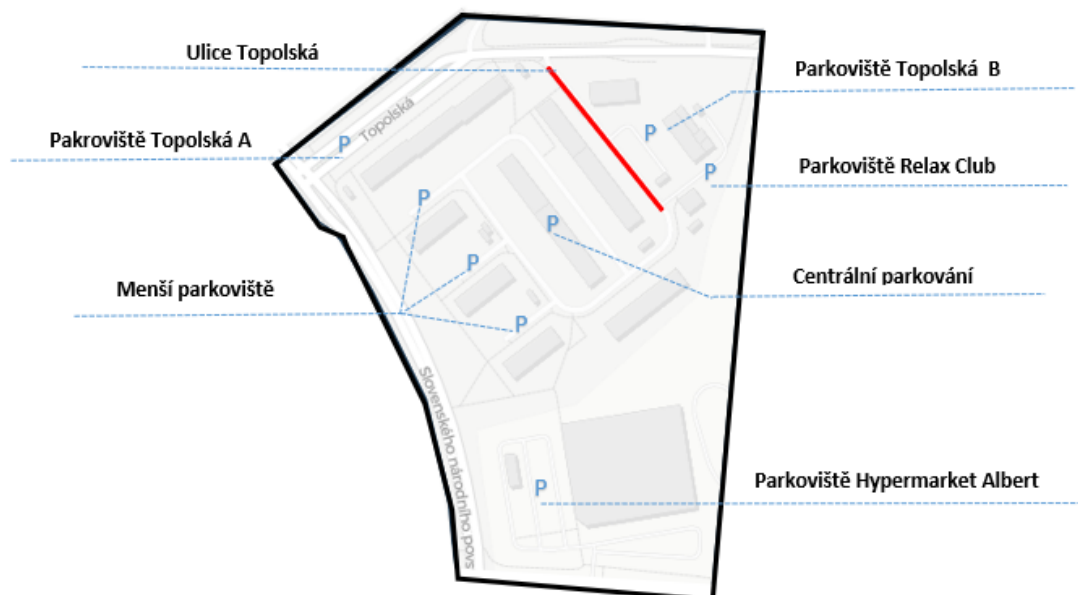 Ulice Topolská
Parkoviště Topolská  B
Pakroviště Topolská A
P
Topolská
P
Parkoviště Relax Club
P
P
P
P
Centrální parkování
Menší parkoviště
P
Slovenského národního povs
Parkoviště Hypermarket Albert
P